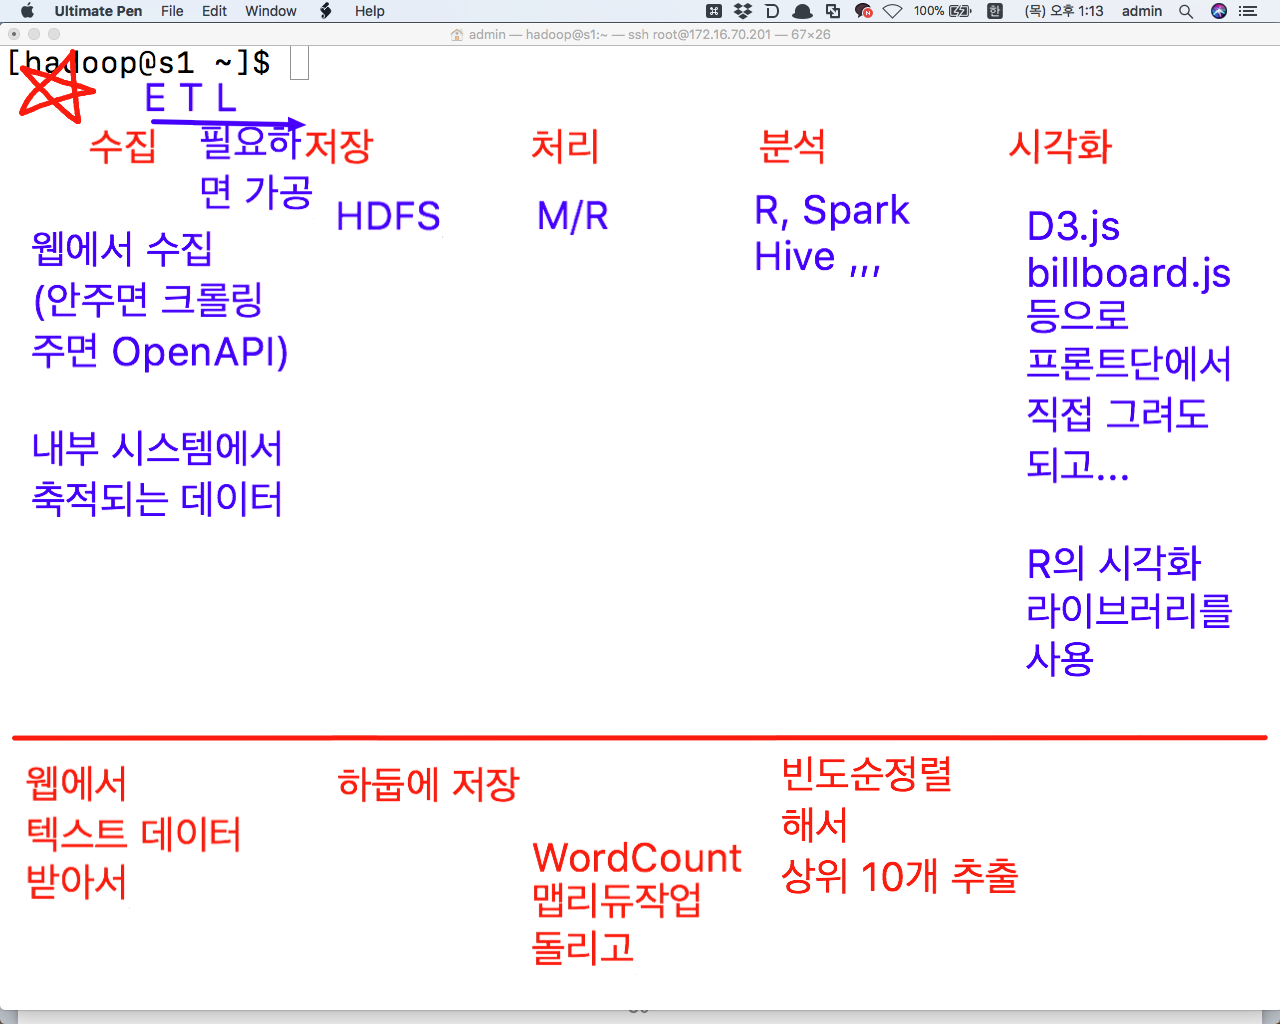 Ultimate Pen File Edit Window Help 100% 한 (목) 오후 1:13 admin
admin — hadoop@s1:~ — ssh root@172.16.70.201 — 67×26
[hadoop@s1 ~]$
E T L
수집 필요하 저장 처리 분석 시각화
면 가공
HDFS
M/R
R, Spark
Hive ,,,
웹에서 수집
(안주면 크롤링
주면 OpenAPI)
내부 시스템에서
축적되는 데이터
D3.js
billboard.js
등으로
프론트단에서
직접 그려도
되고...
R의 시각화
라이브러리를
사용
웹에서
텍스트 데이터
받아서
하둡에 저장
WordCount
맵리듀작업
돌리고
빈도순정렬
해서
상위 10개 추출